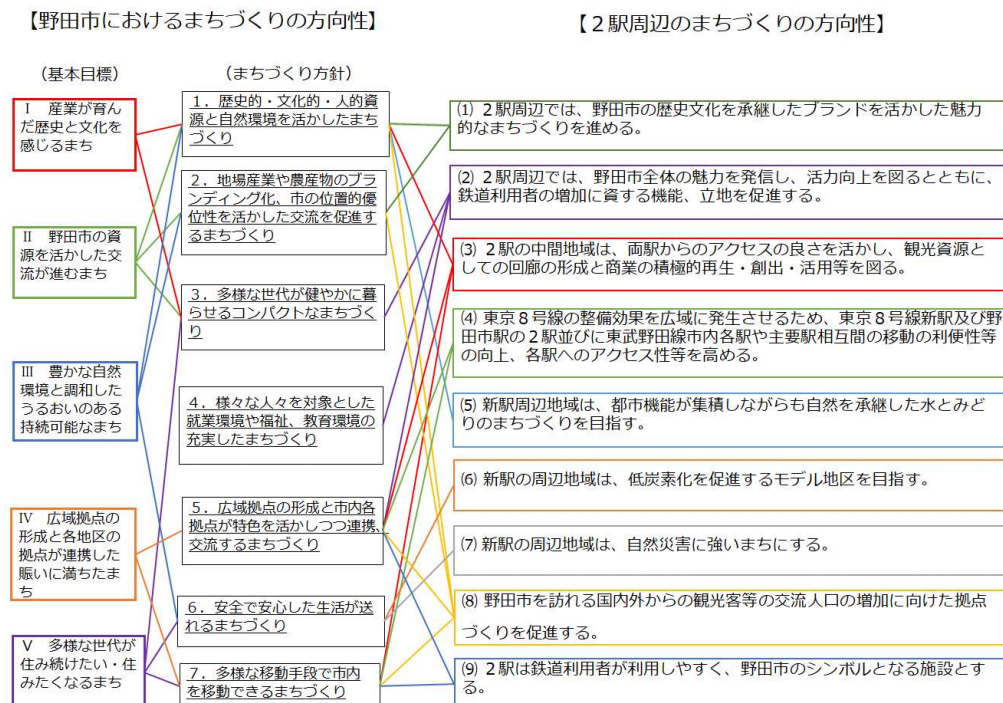 【野田市におけるまちづくりの方向性】
【2駅周辺のまちづくりの方向性】
（基本目標）
（まちづくり方針）
Ⅰ　産業が育ん
だ歴史と文化を
感じるまち
Ⅱ　野田市の資
源を活かした交
流が進むまち
Ⅲ　豊かな自然
環境と調和した
うるおいのある
持続可能なまち
Ⅳ　広域拠点の
形成と各地区の
拠点が連携した
賑いに満ちたま
ち
Ⅴ　多様な世代が
住み続けたい・住
みたくなるまち
１．歴史的・文化的・人的資
源と自然環境を活かしたまち
づくり
２．地場産業や農産物のブラ
ンディング化、市の位置的優
位性を活かした交流を促進す
るまちづくり
３．多様な世代が健やかに暮
らせるコンパクトなまちづく
り
４．様々な人々を対象とした
就業環境や福祉、教育環境の
充実したまちづくり
５．広域拠点の形成と市内各
拠点が特色を活かしつつ連携、
交流するまちづくり
６．安全で安心した生活が送
れるまちづくり
７．多様な移動手段で市内
を移動できるまちづくり
⑴ ２駅周辺では、野田市の歴史文化を承継したブランドを活かした魅力
的なまちづくりを進める。
⑵ ２駅周辺では、野田市全体の魅力を発信し、活力向上を図るとともに、
鉄道利用者の増加に資する機能、立地を促進する。
⑶ ２駅の中間地域は、両駅からのアクセスの良さを活かし、観光資源と
しての回廊の形成と商業の積極的再生・創出・活用等を図る。
⑷ 東京８号線の整備効果を広域に発生させるため、東京８号線新駅及び野
田市駅の２駅並びに東武野田線市内各駅や主要駅相互間の移動の利便性等
の向上、各駅へのアクセス性等を高める。
⑸ 新駅周辺地域は、都市機能が集積しながらも自然を承継した水とみど
りのまちづくりを目指す。
⑹ 新駅の周辺地域は、低炭素化を促進するモデル地区を目指す。
⑺ 新駅の周辺地域は、自然災害に強いまちにする。
⑻ 野田市を訪れる国内外からの観光客等の交流人口の増加に向けた拠点
づくりを促進する。
⑼ ２駅は鉄道利用者が利用しやすく、野田市のシンボルとなる施設とす
る。